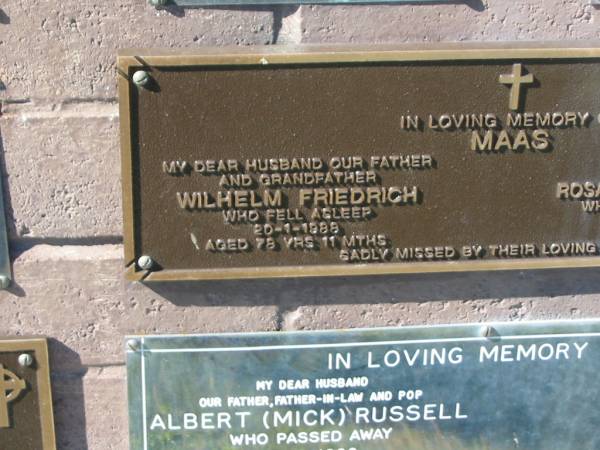 IN LOVING MEMORY
MAAS
MY DEAR HUSBAND OUR FATHER
AND GRANDFATHER
WILHELM FRIEDRICH
WHO FELL ASLEEP
20-1-1988
AGED 78 YRS 11 MTHS
ROSA
WH
SADLY MISSED BY THEIR LOVING
IN LOVING MEMORY
MY DEAR HUSBAND
OUR FATHER, FATHER-IN-LAW AND POP
ALBERT (MICK) RUSSELL
WHO PASSED AWAY